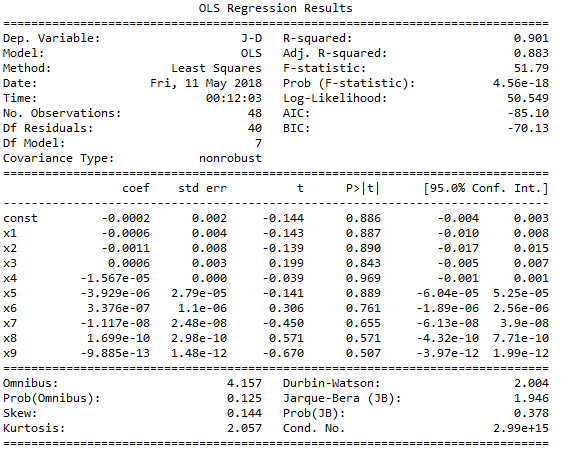 OLS Regression Results
==============================================================================
Dep. Variable:                    J-D   R-squared:                       0.901
Model:                            OLS   Adj. R-squared:                  0.883
Method:                 Least Squares   F-statistic:                     51.79
Date:                Fri, 11 May 2018   Prob (F-statistic):           4.56e-18
Time:                        00:12:03   Log-Likelihood:                 50.549
No. Observations:                  48   AIC:                            -85.10
Df Residuals:                      40   BIC:                            -70.13
Df Model:                           7
Covariance Type:            nonrobust
==============================================================================
                 coef    std err          t      P>|t|      [95.0% Conf. Int.]
------------------------------------------------------------------------------
const         -0.0002      0.002     -0.144      0.886        -0.004     0.003
x1            -0.0006      0.004     -0.143      0.887        -0.010     0.008
x2            -0.0011      0.008     -0.139      0.890        -0.017     0.015
x3             0.0006      0.003      0.199      0.843        -0.005     0.007
x4         -1.567e-05      0.000     -0.039      0.969        -0.001     0.001
x5         -3.929e-06   2.79e-05     -0.141      0.889     -6.04e-05  5.25e-05
x6          3.376e-07    1.1e-06      0.306      0.761     -1.89e-06  2.56e-06
x7         -1.117e-08   2.48e-08     -0.450      0.655     -6.13e-08   3.9e-08
x8          1.699e-10   2.98e-10      0.571      0.571     -4.32e-10  7.71e-10
x9         -9.885e-13   1.48e-12     -0.670      0.507     -3.97e-12  1.99e-12
==============================================================================
Omnibus:                        4.157   Durbin-Watson:                   2.004
Prob(Omnibus):                  0.125   Jarque-Bera (JB):                1.946
Skew:                           0.144   Prob(JB):                        0.378
Kurtosis:                       2.057   Cond. No.                     2.99e+15
==============================================================================